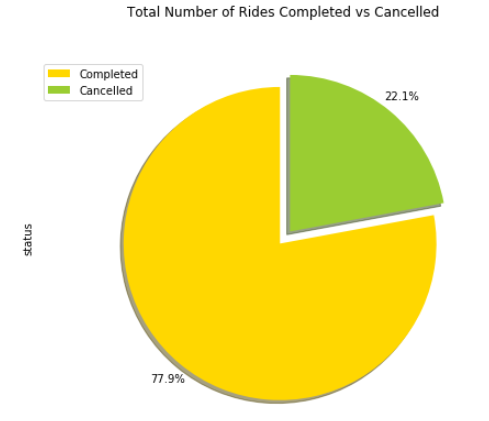 Total Number of Rides Completed vs Cancelled
Completed
Cancelled
22.1%
status
77.9%